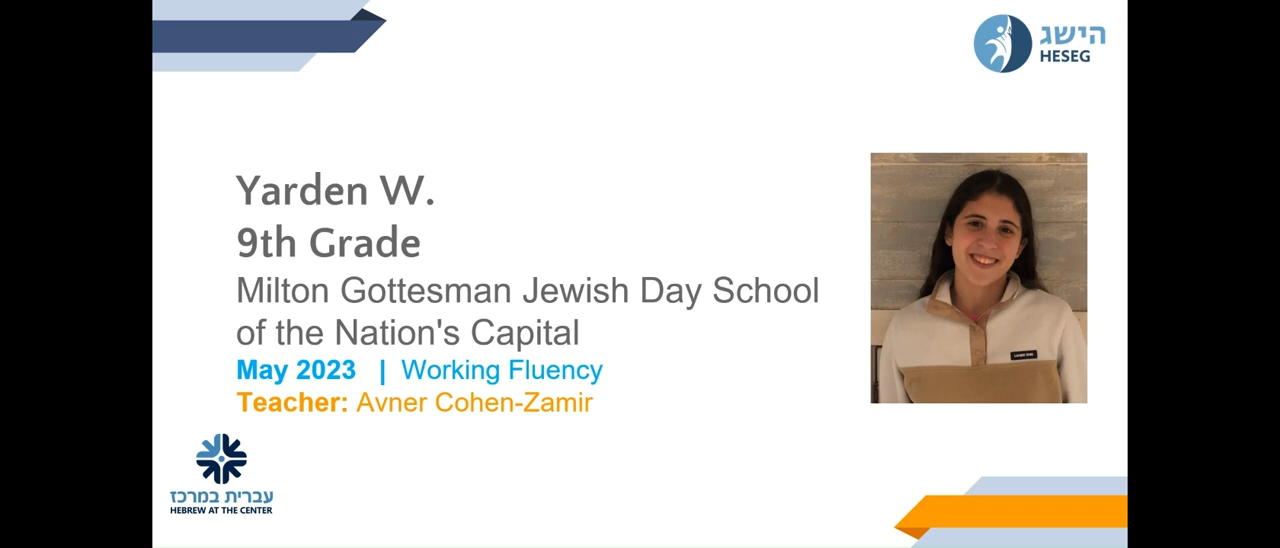 הישג
HESEG
Yarden W.
9th Grade
Milton Gottesman Jewish Day School
of the Nation's Capital
May 2023 | Working Fluency
Teacher: Avner Cohen-Zamir
עברית במרכז
HEBREW AT THE CENTER